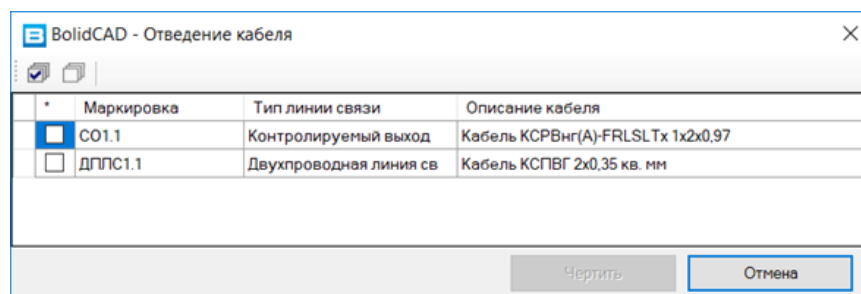 BolidCAD - Отведение кабеля
* Маркировка Тип линии связи Описание кабеля
СО1.1 Контролируемый выход Кабель КСРВнг(А)-FRLSLTx 1x2x0,97
ДППС1.1 Двухпроводная линия св Кабель КСПВГ 2x0,35 кв. мм
Чертить Отмена